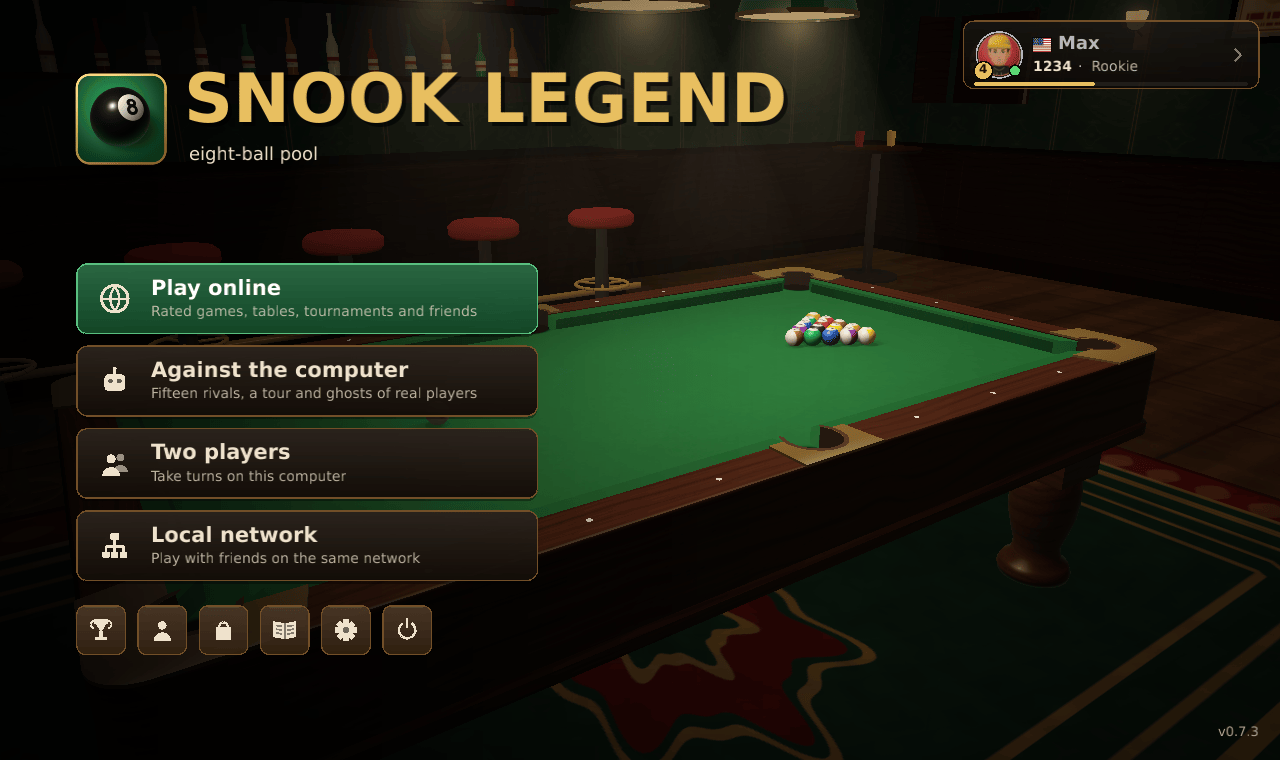 8
SNOOK LEGEND
eight-ball pool
4
Max
1234 · Rookie
Play online
Rated games, tables, tournaments and friends
Against the computer
Fifteen rivals, a tour and ghosts of real players
Two players
Take turns on this computer
Local network
Play with friends on the same network
v0.7.3